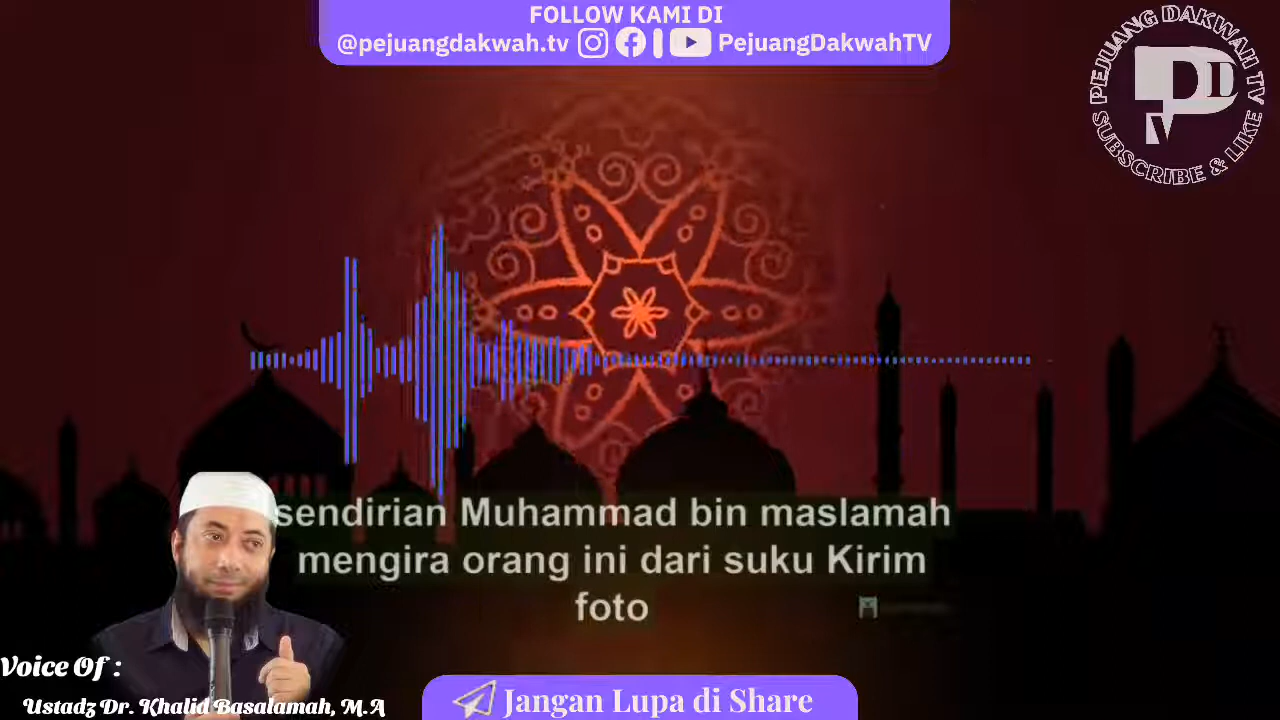 FOLLOW KAMI DI
@pejuangdakwah.tv PejuangDakwahTV
PEJUANG DAKWAH TV
SUBSCRIBE & LIKE
sendirian Muhammad bin maslamah
mengira orang ini dari suku Kirim
foto
Voice Of :
Ustadz Dr. Khalid Basalamah, M.A
Jangan Lupa di Share